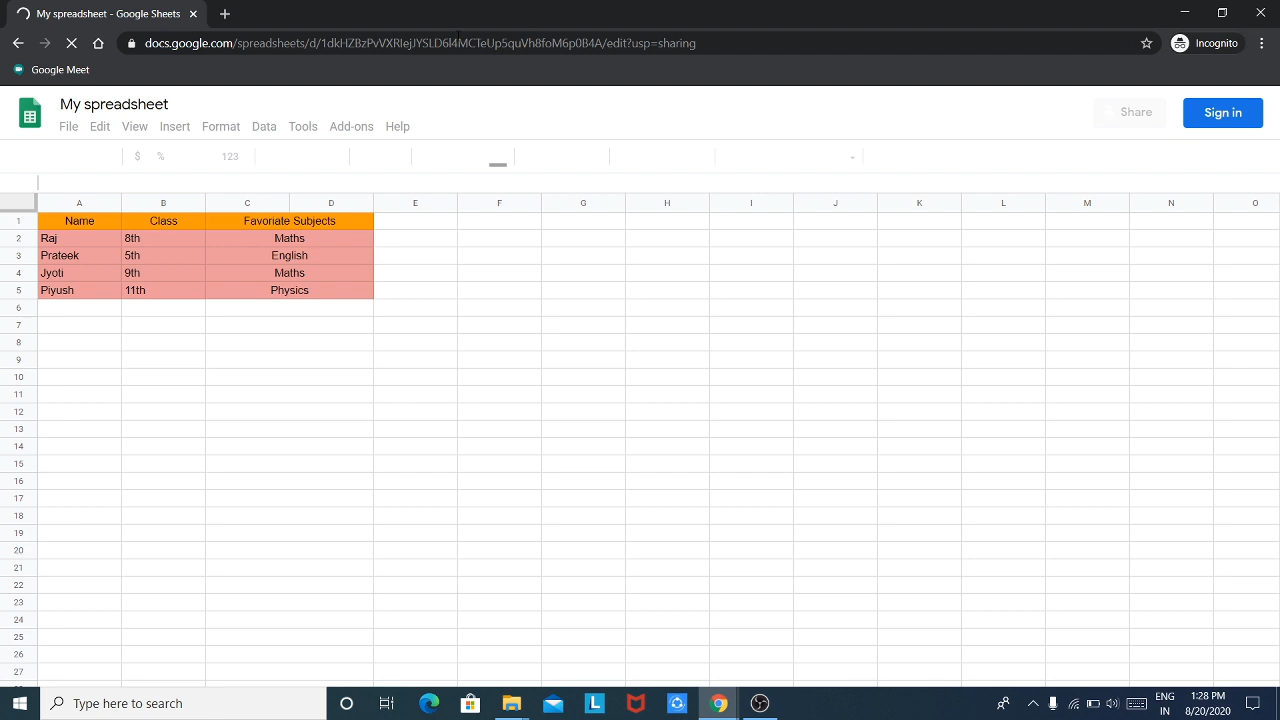 My spreadsheet - Google Sheets
docs.google.com/spreadsheets/d/1dkHZBzPvVXRIejJYSLD6l4MCTeUp5quVh8foM6p0B4A/edit?usp=sharing
Incognito
Google Meet
My spreadsheet
Share
Sign in
File Edit View Insert Format Data Tools Add-ons Help
$ % 123
A B C D E F G H I J K L M N O
1 Name Class Favoriate Subjects
2 Raj 8th Maths
3 Prateek 5th English
4 Jyoti 9th Maths
5 Piyush 11th Physics
6
7
8
9
10
11
12
13
14
15
16
17
18
19
20
21
22
23
24
25
26
27
Type here to search
L
ENG
IN
1:28 PM
8/20/2020